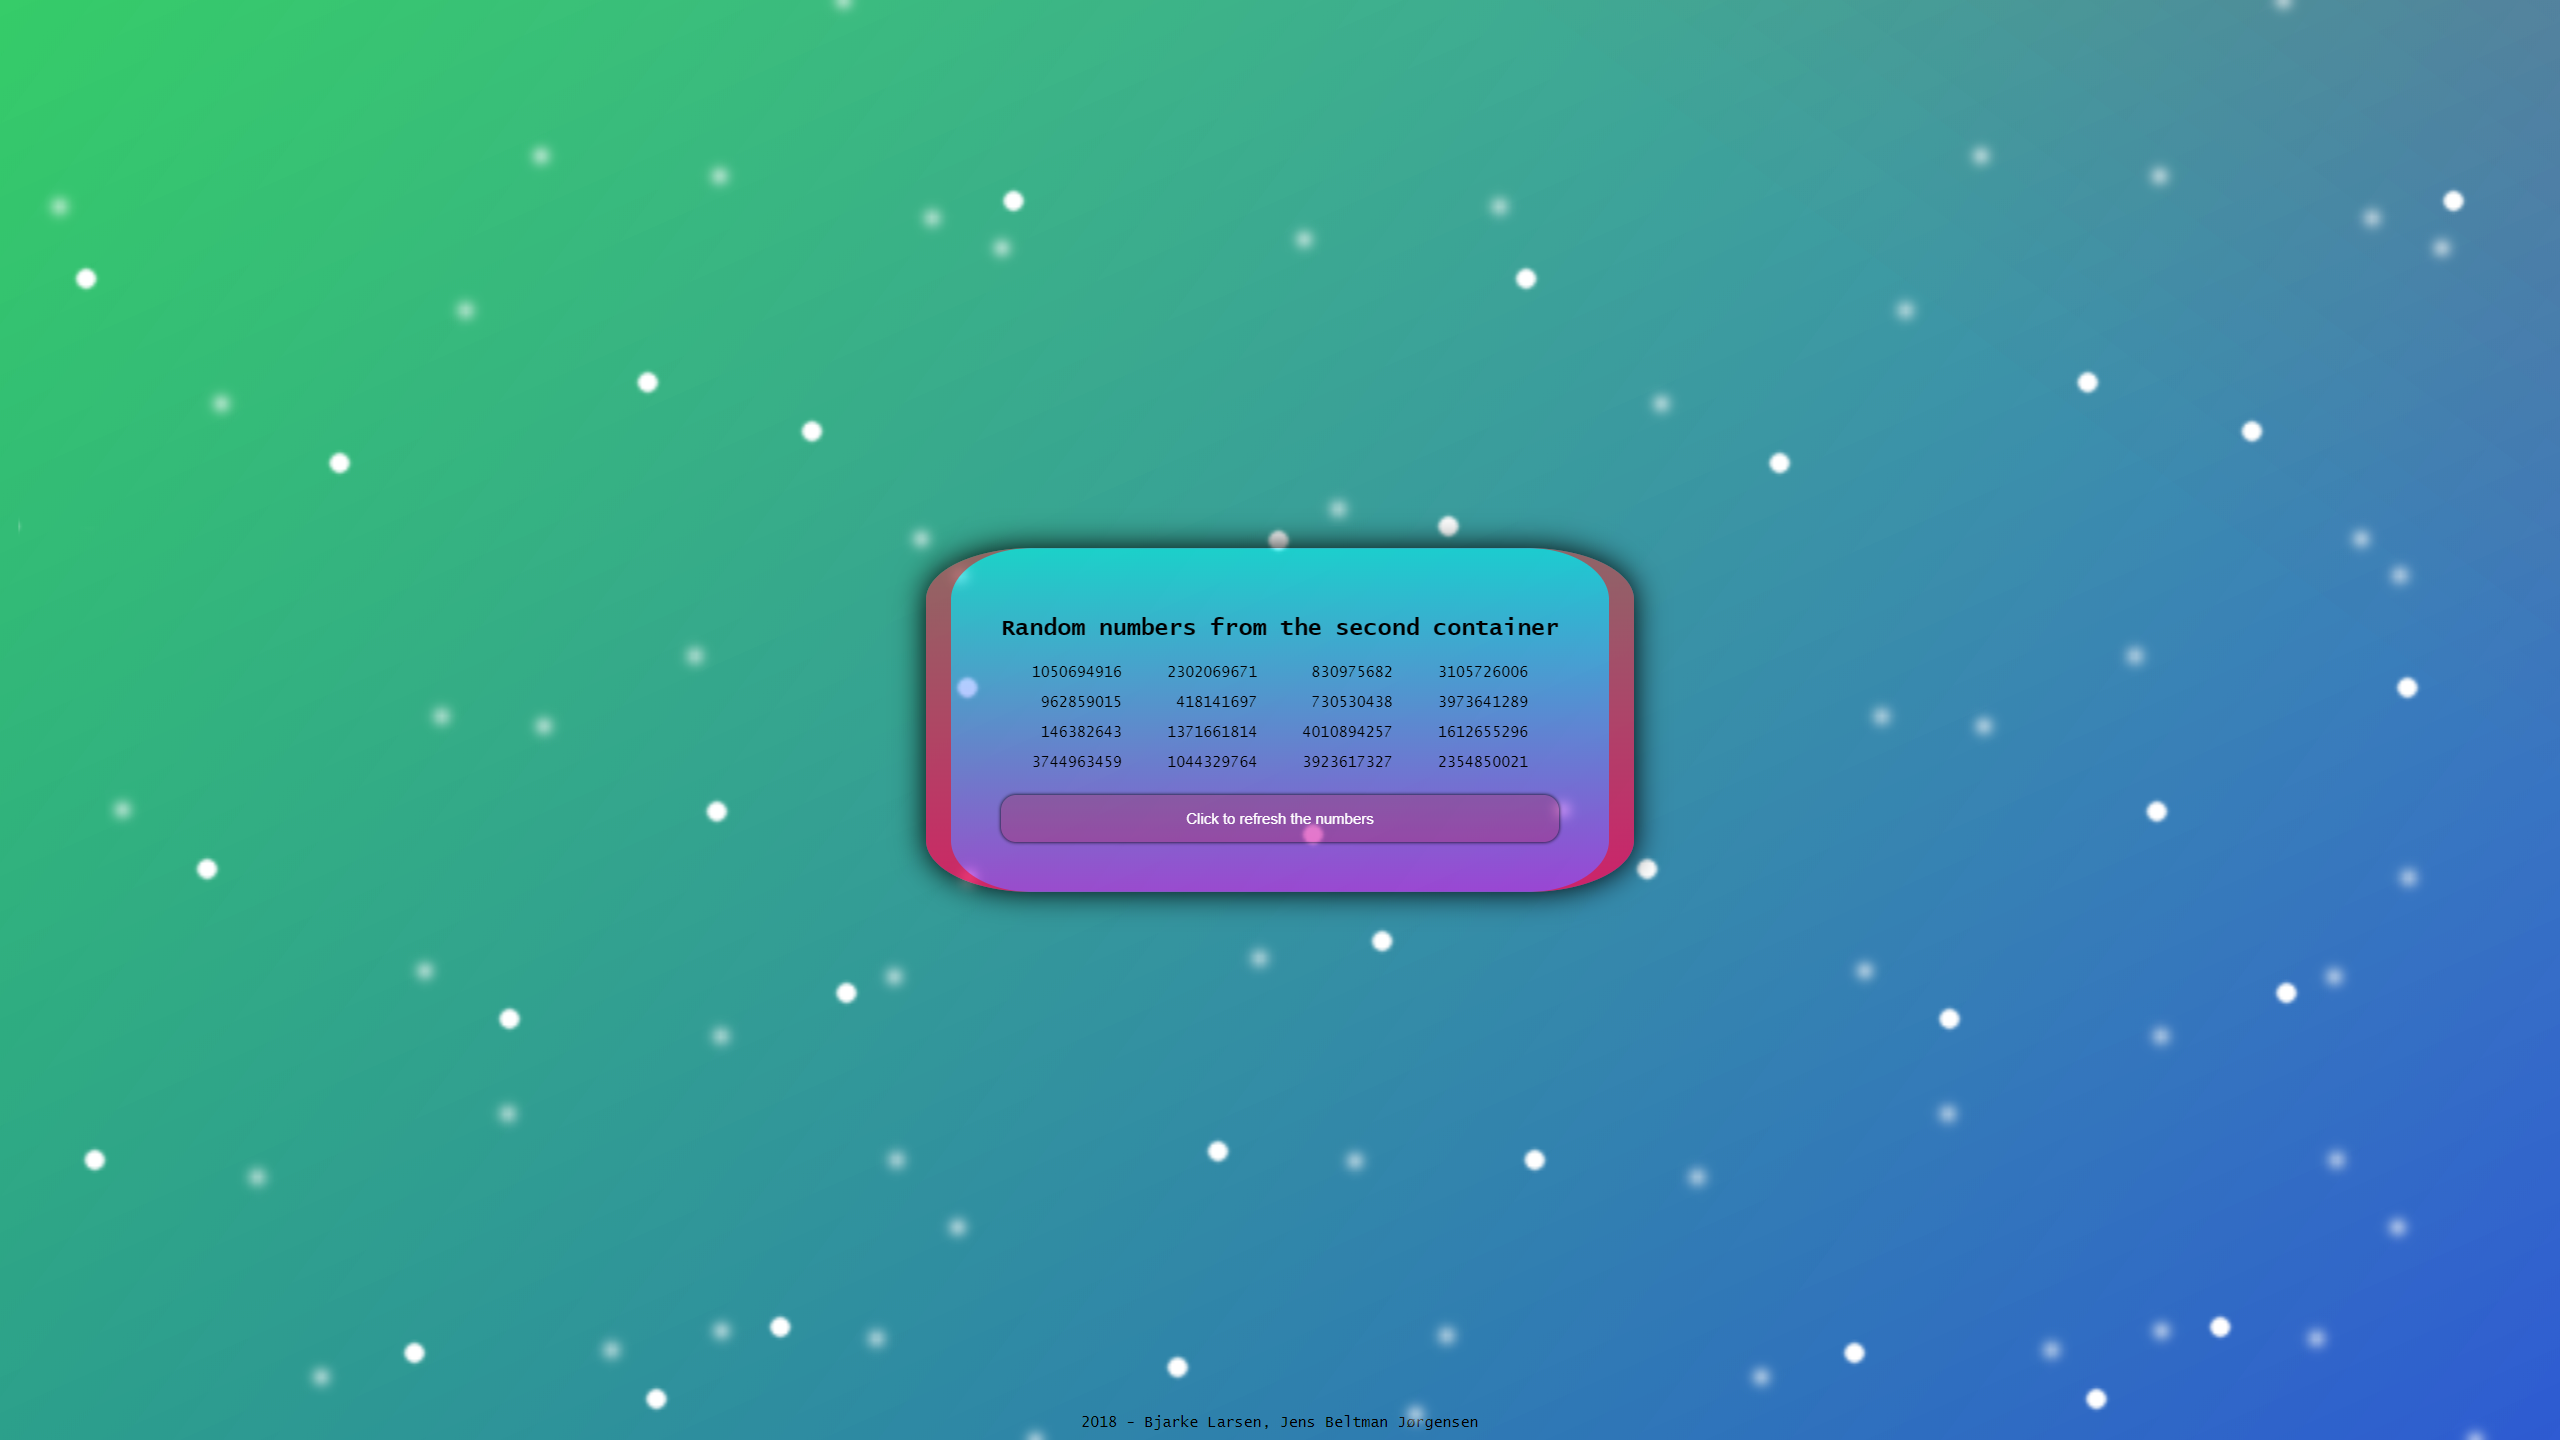 Random numbers from the second container
1050694916 2302069671 830975682 3105726006
962859015 418141697 730530438 3973641289
146382643 1371661814 4010894257 1612655296
3744963459 1044329764 3923617327 2354850021
Click to refresh the numbers
2018 - Bjarke Larsen, Jens Beltman Jørgensen